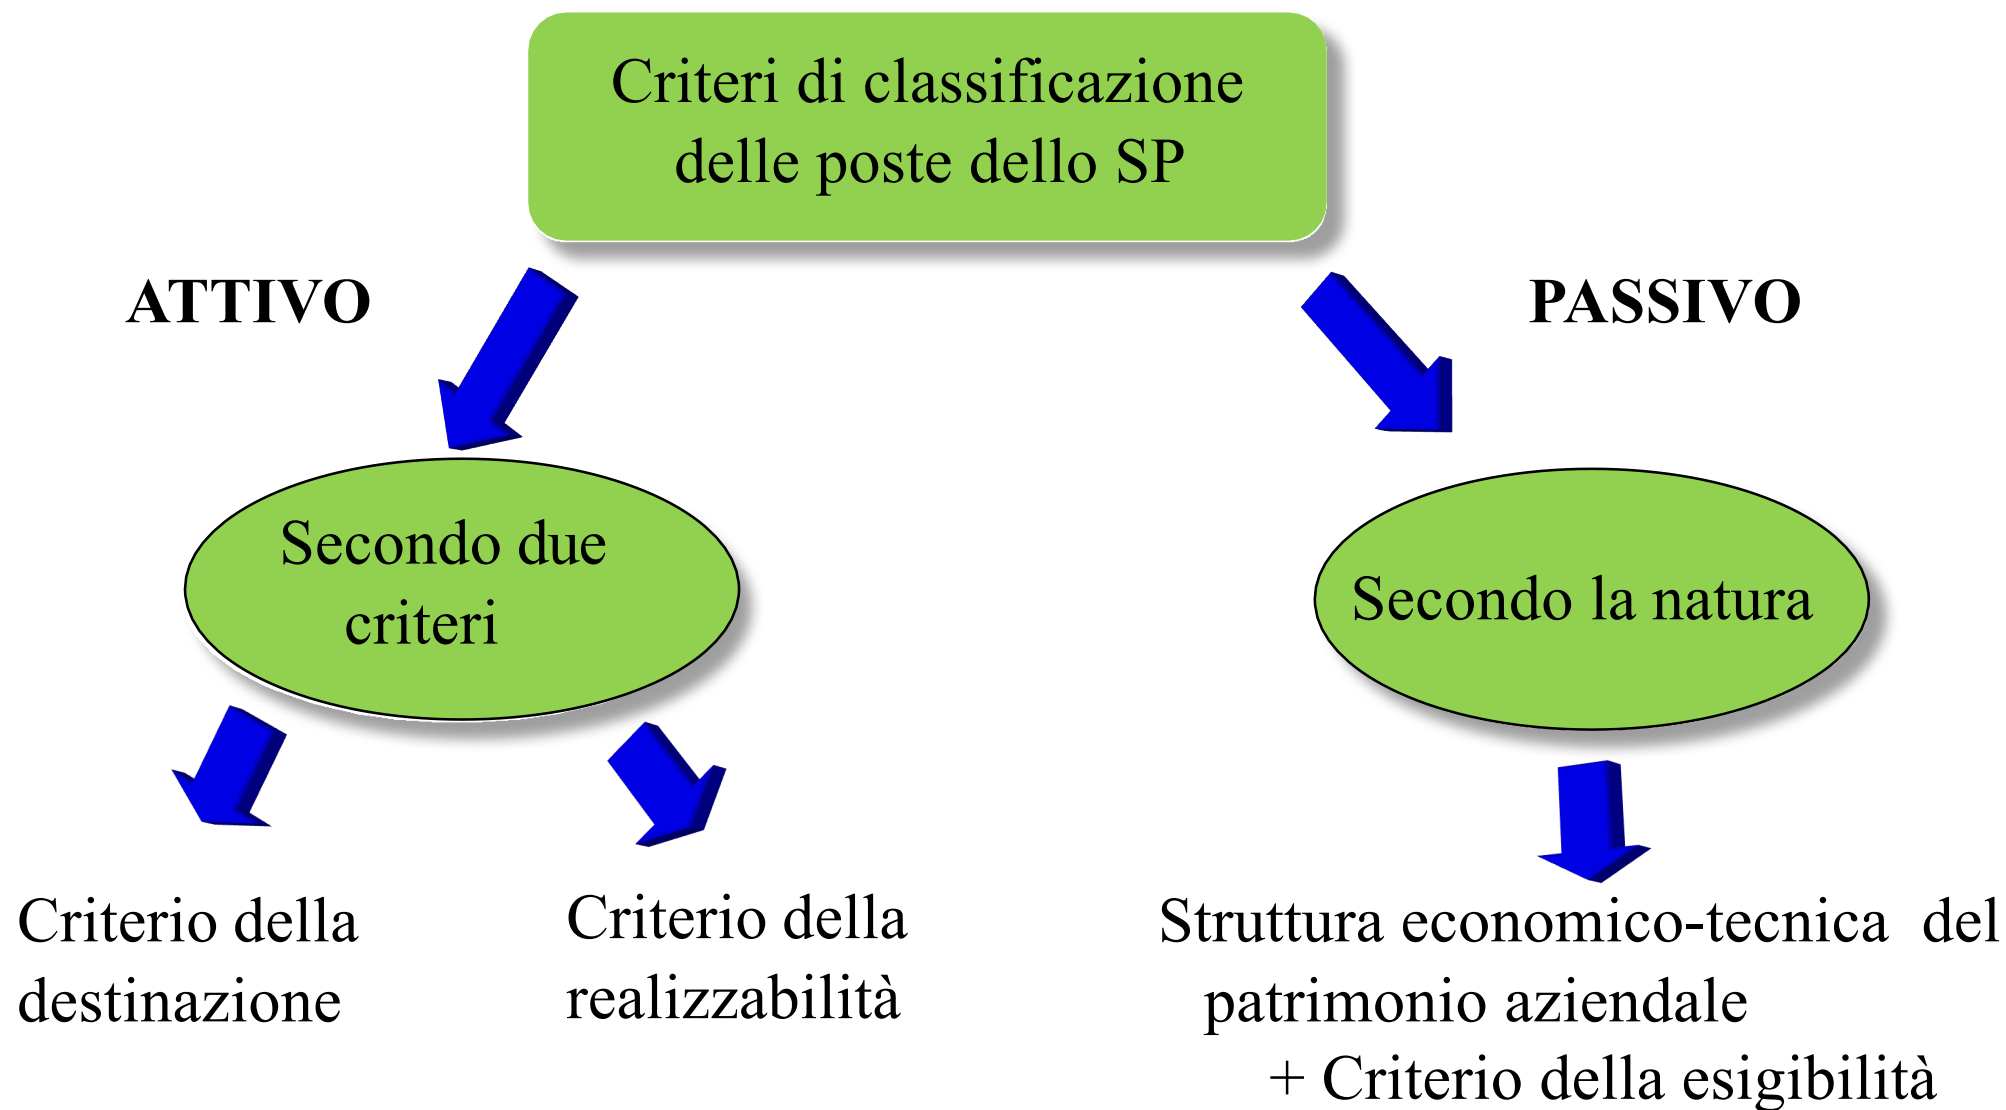 Criteri di classificazione
delle poste dello SP
ATTIVO
PASSIVO
Secondo due
criteri
Secondo la natura
Criterio della
destinazione
Criterio della
realizzabilità
Struttura economico-tecnica del
patrimonio aziendale
+ Criterio della esigibilità